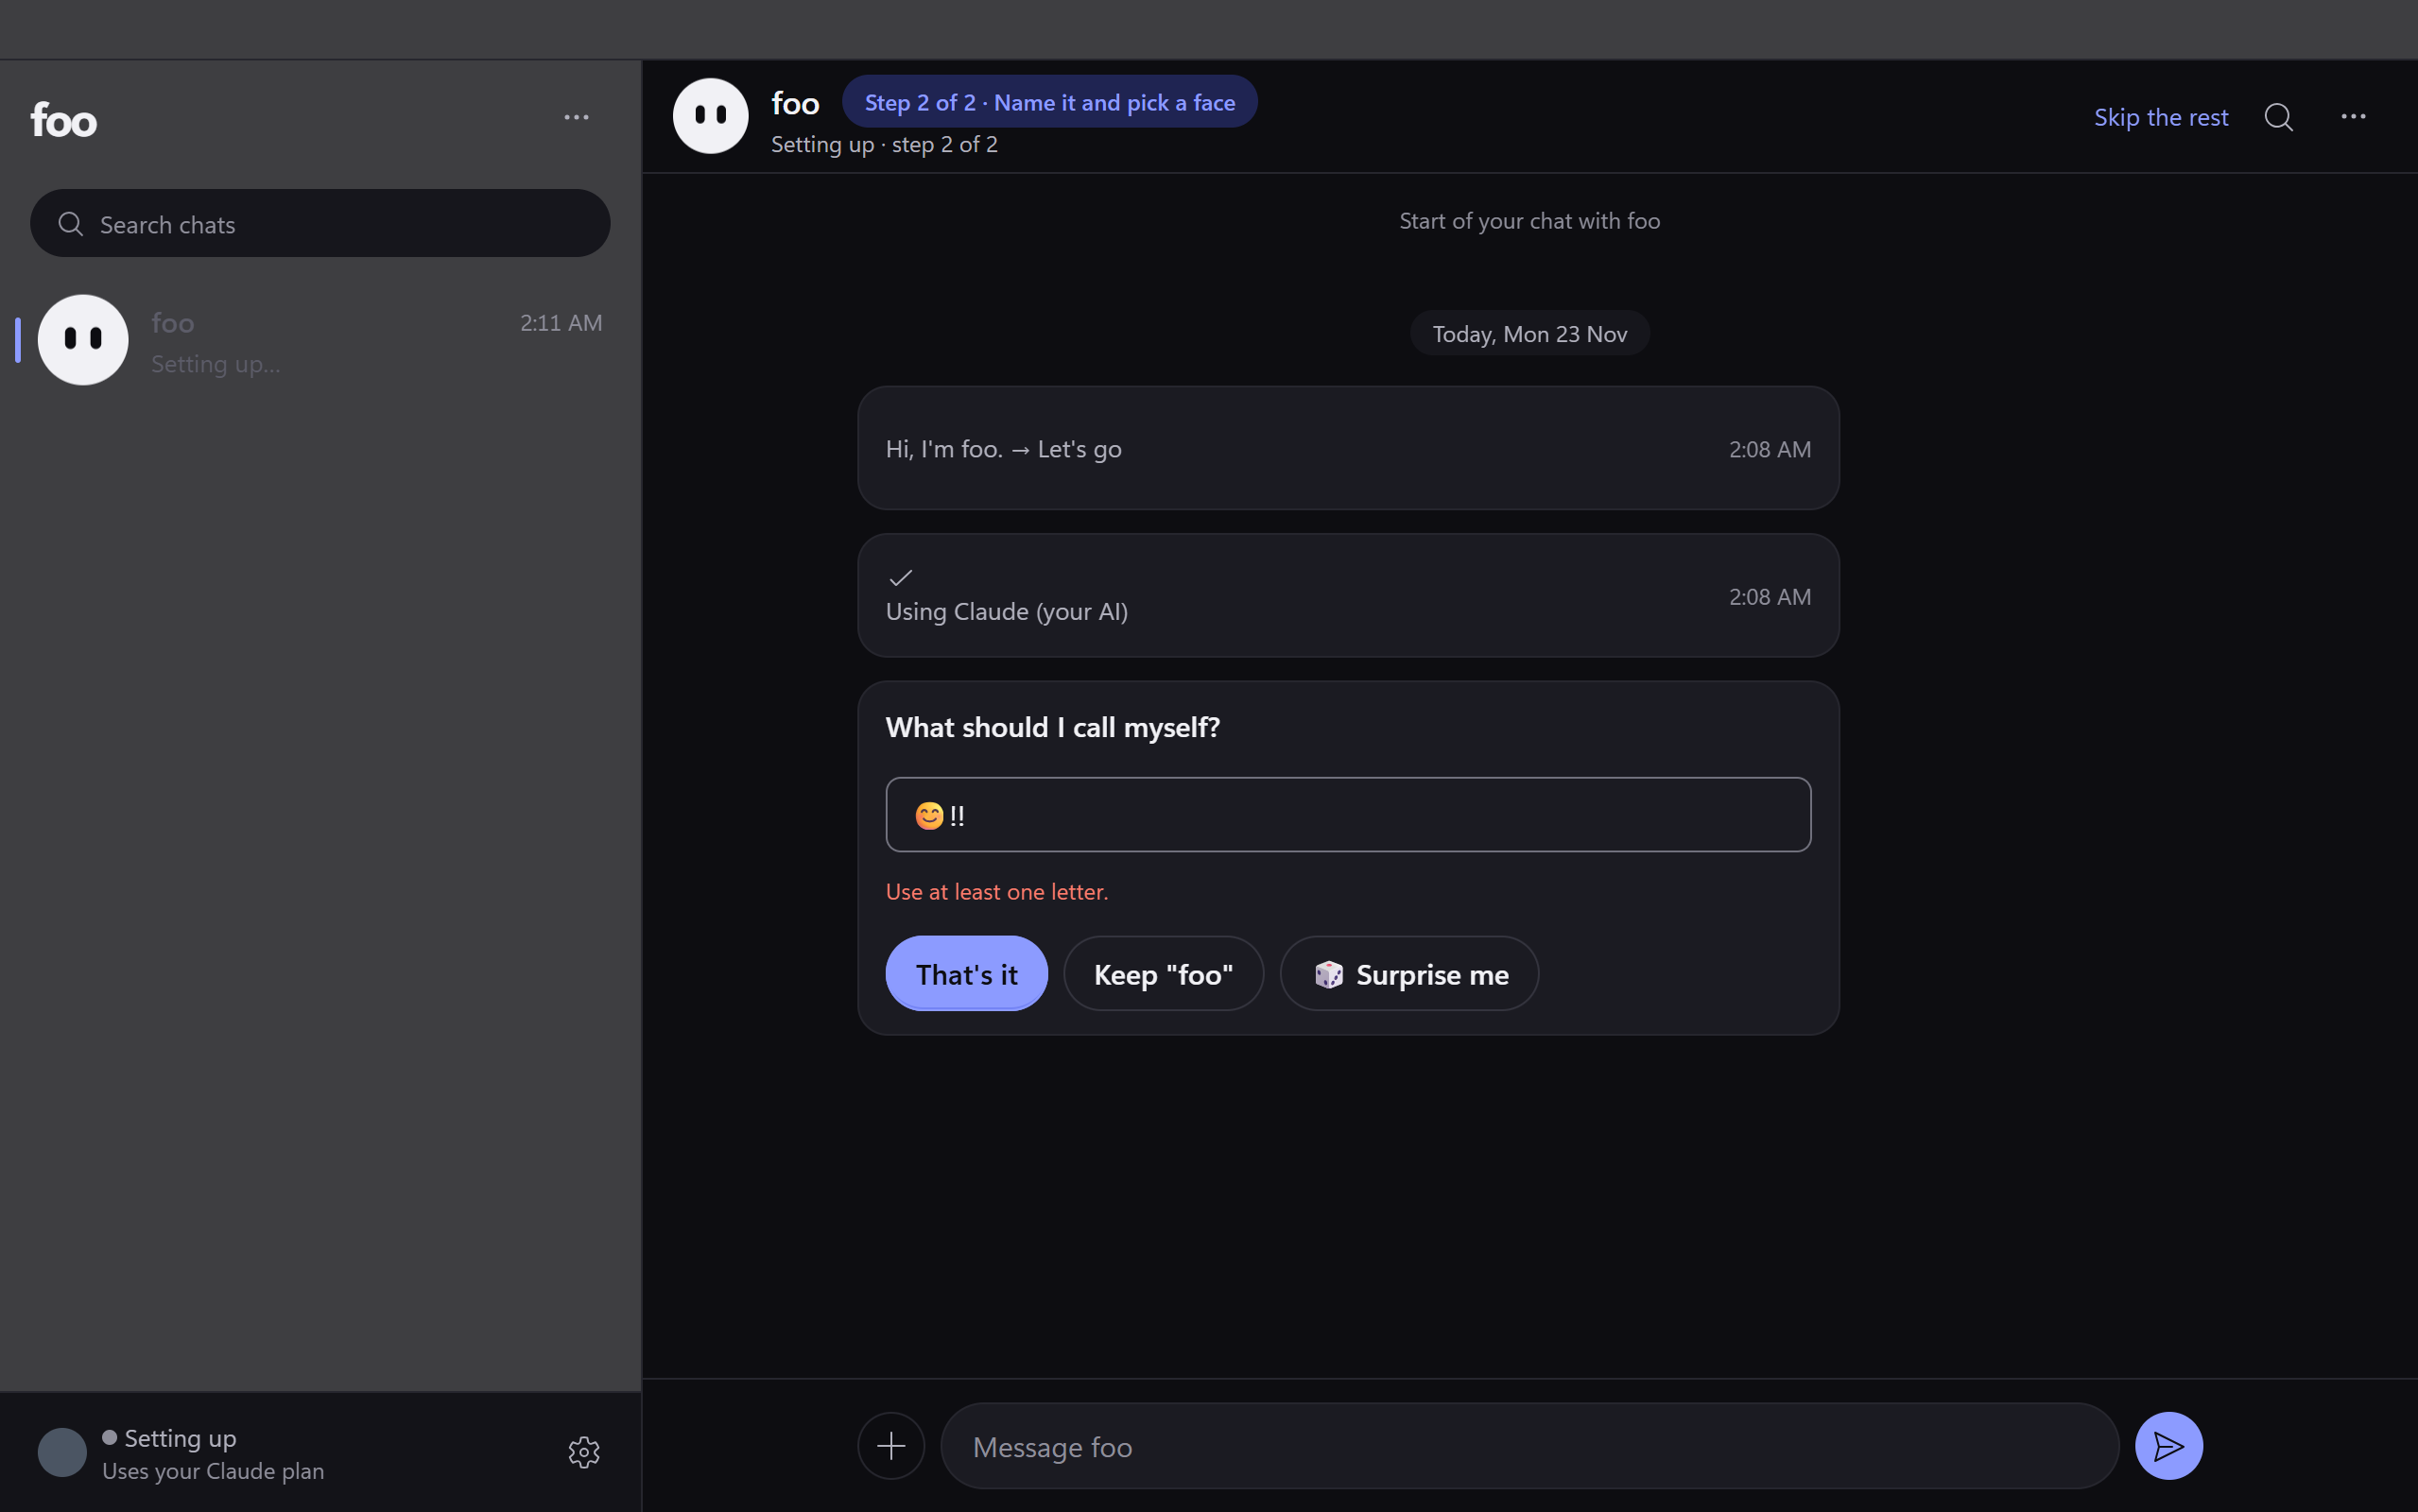 foo
Search chats
foo
2:11 AM
Setting up...
Setting up
Uses your Claude plan
foo
Step 2 of 2 · Name it and pick a face
Setting up · step 2 of 2
Skip the rest
Start of your chat with foo
Today, Mon 23 Nov
Hi, I'm foo. → Let's go
2:08 AM
Using Claude (your AI)
2:08 AM
What should I call myself?
😊!!
Use at least one letter.
That's it
Keep "foo"
🎲 Surprise me
Message foo